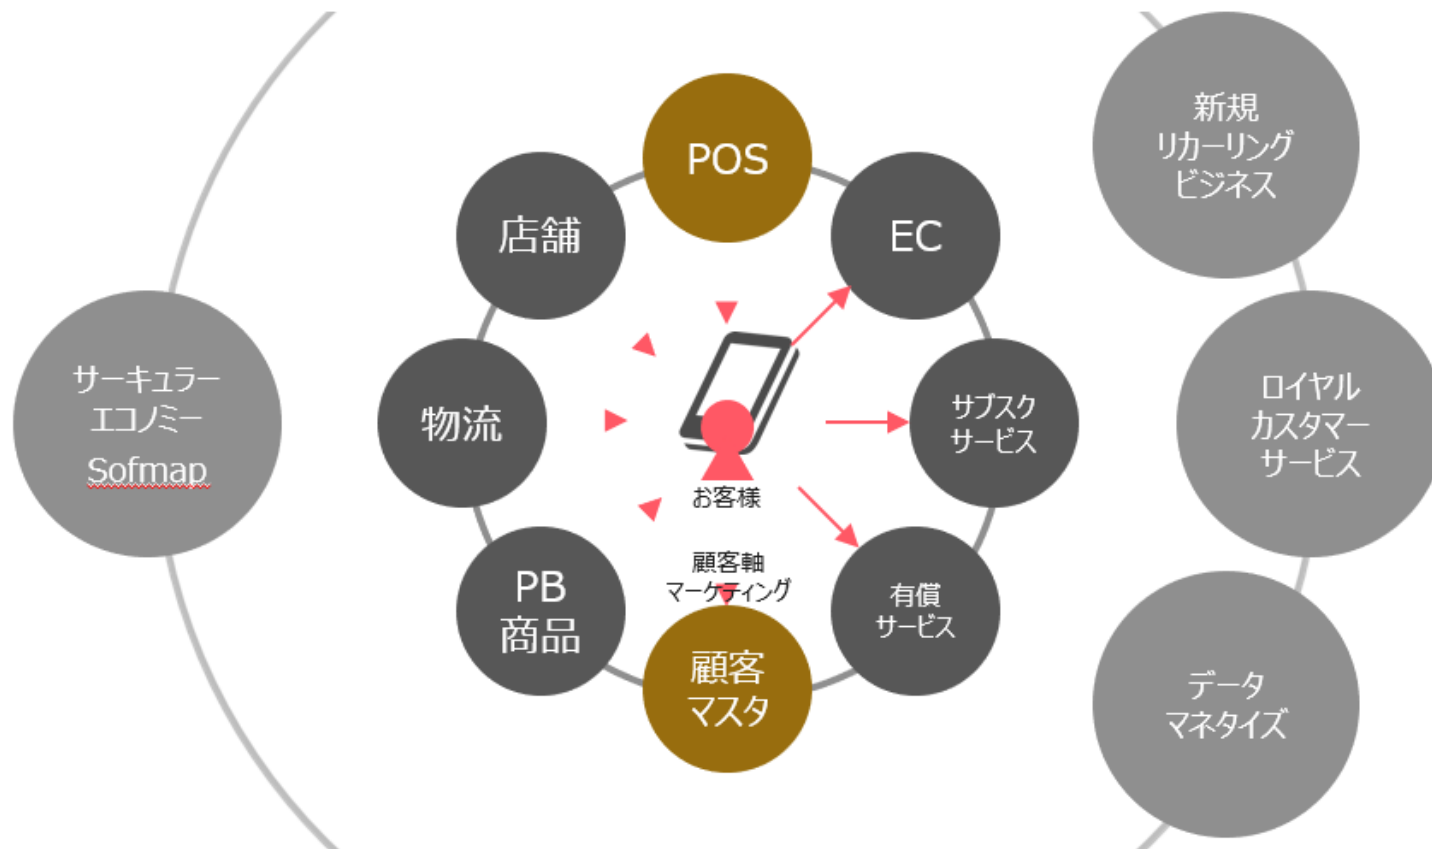 新規
リカーリング
ビジネス
POS
店舗
EC
サーキュラー
エコノミー
Sofmap
物流
サブスク
サービス
ロイヤル
カスタマー
サービス
お客様
顧客軸
マーケティング
PB
商品
有償
サービス
顧客
マスタ
データ
マネタイズ